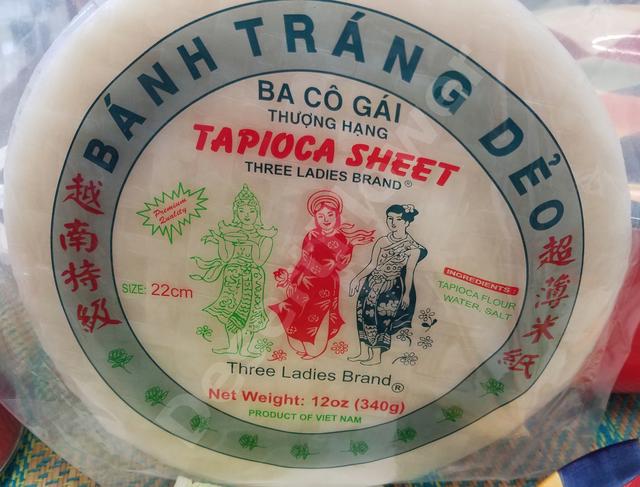 BÁNH TRÁNG DẺO
BA CÔ GÁI
THƯỢNG HẠNG
TAPIOCA SHEET
THREE LADIES BRAND®
越南特級
超薄米紙
Premium
Quality
SIZE: 22cm
INGREDIENTS:
TAPIOCA FLOUR
WATER, SALT
Three Ladies Brand®
Net Weight: 12oz (340g)
PRODUCT OF VIET NAM